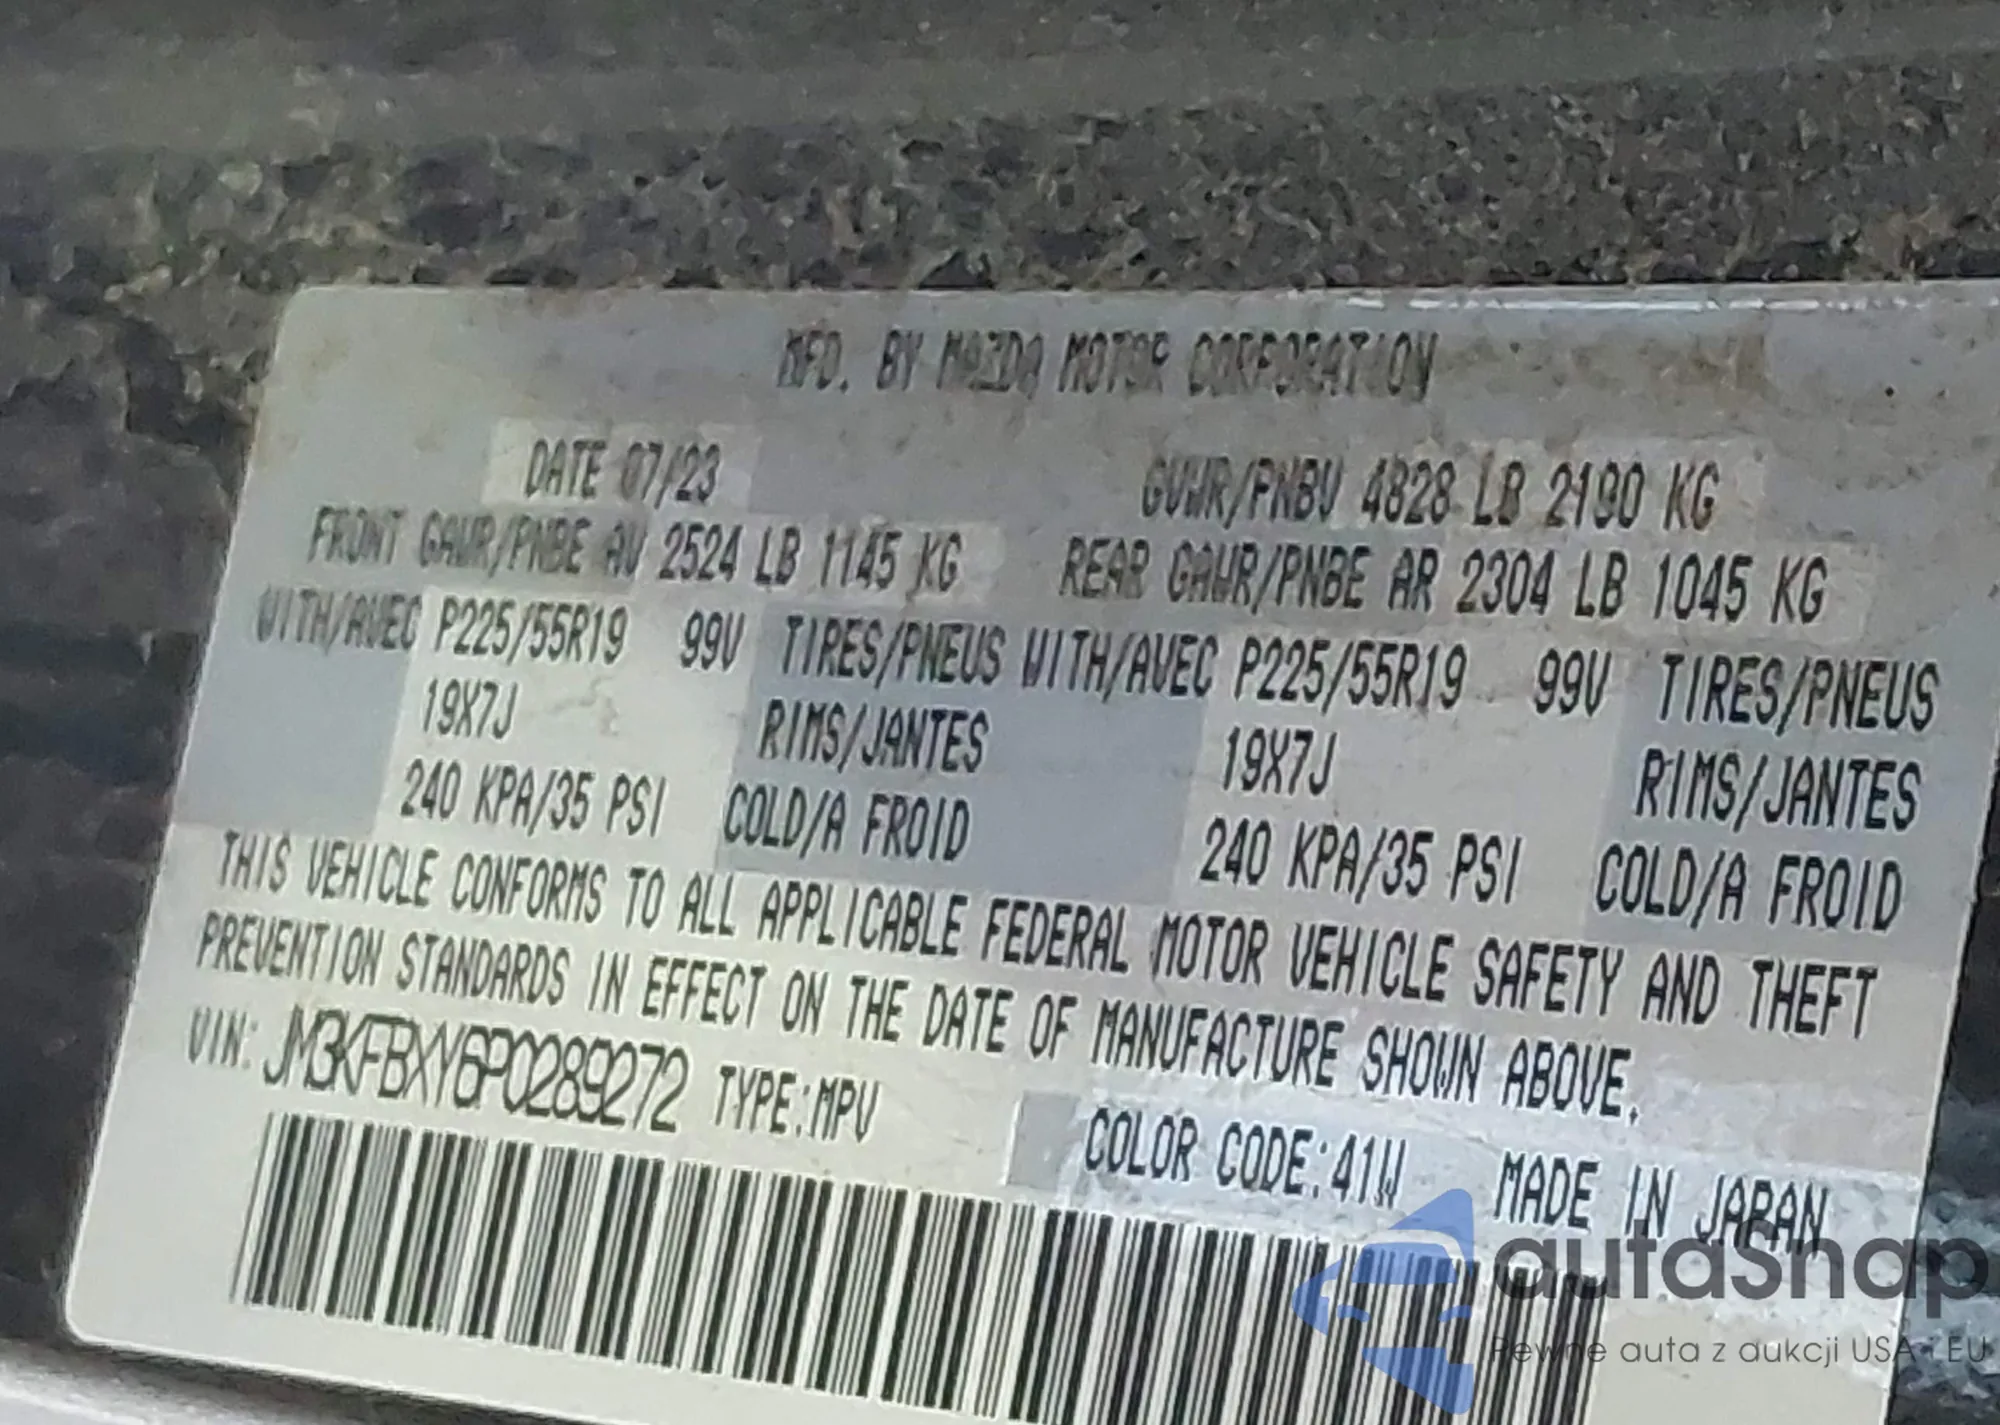 MFD. BY MAZDA MOTOR CORPORATION
DATE 07/23 GVWR/PNBV 4828 LB 2190 KG
FRONT GAWR/PNBE AV 2524 LB 1145 KG REAR GAWR/PNBE AR 2304 LB 1045 KG
WITH/AVEC P225/55R19 99V TIRES/PNEUS WITH/AVEC P225/55R19 99V TIRES/PNEUS
19X7J RIMS/JANTES 19X7J RIMS/JANTES
240 KPA/35 PSI COLD/A FROID 240 KPA/35 PSI COLD/A FROID
THIS VEHICLE CONFORMS TO ALL APPLICABLE FEDERAL MOTOR VEHICLE SAFETY AND THEFT
PREVENTION STANDARDS IN EFFECT ON THE DATE OF MANUFACTURE SHOWN ABOVE.
VIN: JM3KFBXY6P0289272 TYPE:MPV COLOR CODE:41W MADE IN JAPAN
autaSnap
Pewne auta z aukcji USA i EU